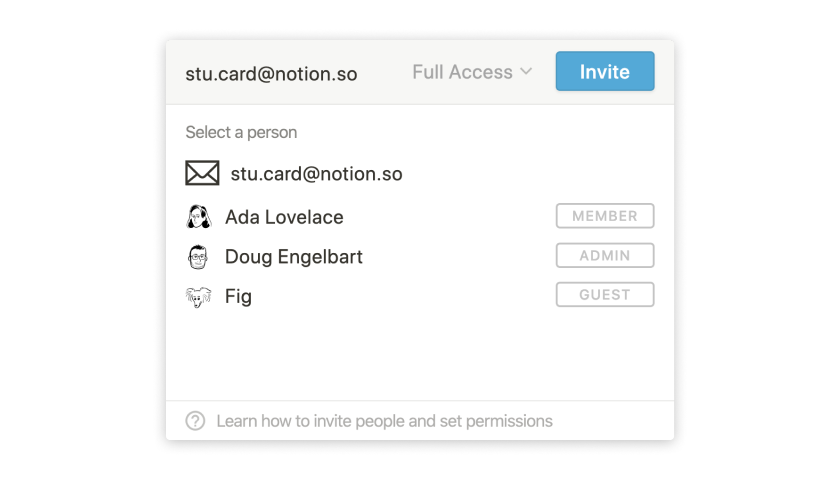 stu.card@notion.so Full Access Invite
Select a person
stu.card@notion.so
Ada Lovelace MEMBER
Doug Engelbart ADMIN
Fig GUEST
? Learn how to invite people and set permissions